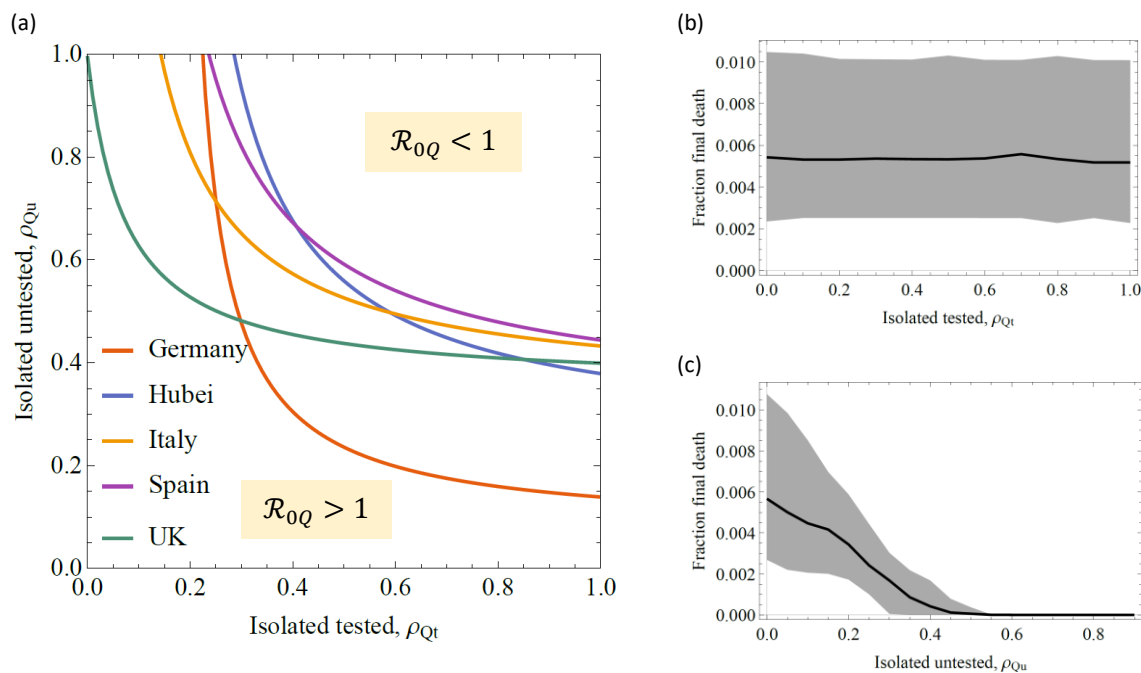 (a)
1.0
0.8
0.6
0.4
0.2
0.0
Isolated untested, ρQu
ℛ0Q < 1
Germany
Hubei
Italy
Spain
UK
ℛ0Q > 1
0.0 0.2 0.4 0.6 0.8 1.0
Isolated tested, ρQt
(b)
0.010
0.008
0.006
0.004
0.002
0.000
Fraction final death
0.0 0.2 0.4 0.6 0.8 1.0
Isolated tested, ρQt
(c)
0.010
0.008
0.006
0.004
0.002
0.000
Fraction final death
0.0 0.2 0.4 0.6 0.8
Isolated untested, ρQu